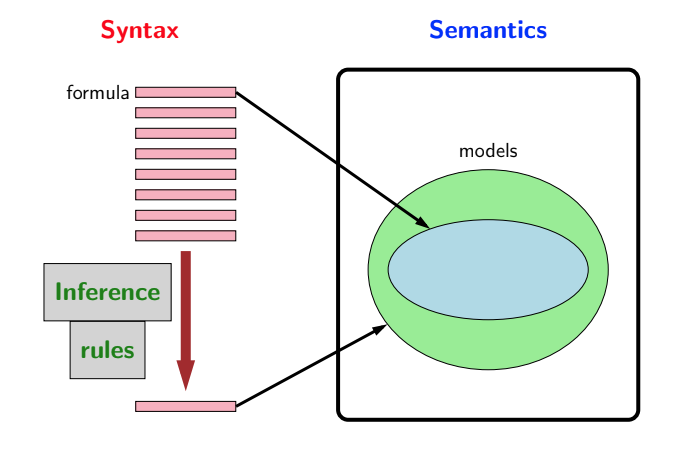 Syntax
Semantics
formula
models
Inference
rules